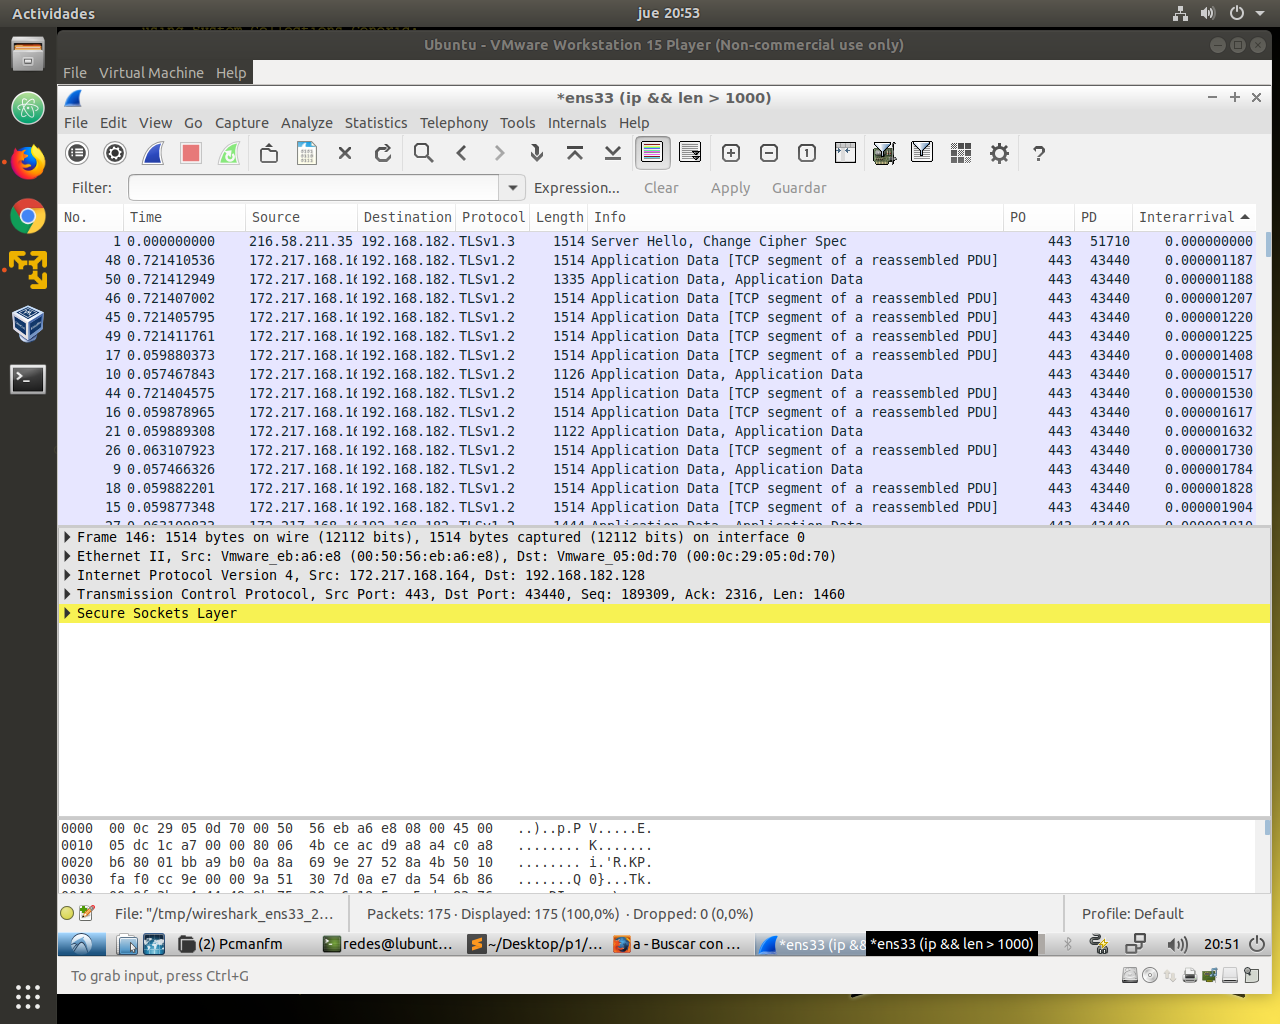 Actividades
jue 20:53
Ubuntu - VMware Workstation 15 Player (Non-commercial use only)
File Virtual Machine Help
*ens33 (ip && len > 1000)
File Edit View Go Capture Analyze Statistics Telephony Tools Internals Help
Filter: Expression... Clear Apply Guardar
No. Time Source Destination Protocol Length Info PO PD Interarrival
1 0.000000000 216.58.211.35 192.168.182. TLSv1.3 1514 Server Hello, Change Cipher Spec 443 51710 0.000000000
48 0.721410536 172.217.168.16 192.168.182. TLSv1.2 1514 Application Data [TCP segment of a reassembled PDU] 443 43440 0.000001187
50 0.721412949 172.217.168.16 192.168.182. TLSv1.2 1335 Application Data, Application Data 443 43440 0.000001188
46 0.721407002 172.217.168.16 192.168.182. TLSv1.2 1514 Application Data [TCP segment of a reassembled PDU] 443 43440 0.000001207
45 0.721405795 172.217.168.16 192.168.182. TLSv1.2 1514 Application Data [TCP segment of a reassembled PDU] 443 43440 0.000001220
49 0.721411761 172.217.168.16 192.168.182. TLSv1.2 1514 Application Data [TCP segment of a reassembled PDU] 443 43440 0.000001225
17 0.059880373 172.217.168.16 192.168.182. TLSv1.2 1514 Application Data [TCP segment of a reassembled PDU] 443 43440 0.000001408
10 0.057467843 172.217.168.16 192.168.182. TLSv1.2 1126 Application Data, Application Data 443 43440 0.000001517
44 0.721404575 172.217.168.16 192.168.182. TLSv1.2 1514 Application Data [TCP segment of a reassembled PDU] 443 43440 0.000001530
16 0.059878965 172.217.168.16 192.168.182. TLSv1.2 1514 Application Data [TCP segment of a reassembled PDU] 443 43440 0.000001617
21 0.059889308 172.217.168.16 192.168.182. TLSv1.2 1122 Application Data, Application Data 443 43440 0.000001632
26 0.063107923 172.217.168.16 192.168.182. TLSv1.2 1514 Application Data [TCP segment of a reassembled PDU] 443 43440 0.000001730
9 0.057466326 172.217.168.16 192.168.182. TLSv1.2 1514 Application Data, Application Data 443 43440 0.000001784
18 0.059882201 172.217.168.16 192.168.182. TLSv1.2 1514 Application Data [TCP segment of a reassembled PDU] 443 43440 0.000001828
15 0.059877348 172.217.168.16 192.168.182. TLSv1.2 1514 Application Data [TCP segment of a reassembled PDU] 443 43440 0.000001904
Frame 146: 1514 bytes on wire (12112 bits), 1514 bytes captured (12112 bits) on interface 0
Ethernet II, Src: Vmware_eb:a6:e8 (00:50:56:eb:a6:e8), Dst: Vmware_05:0d:70 (00:0c:29:05:0d:70)
Internet Protocol Version 4, Src: 172.217.168.164, Dst: 192.168.182.128
Transmission Control Protocol, Src Port: 443, Dst Port: 43440, Seq: 189309, Ack: 2316, Len: 1460
Secure Sockets Layer
0000 00 0c 29 05 0d 70 00 50 56 eb a6 e8 08 00 45 00 ..)..p.P V.....E.
0010 05 dc 1c a7 00 00 80 06 4b ce ac d9 a8 a4 c0 a8 ........ K.......
0020 b6 80 01 bb a9 b0 0a 8a 69 9e 27 52 8a 4b 50 10 ........ i.'R.KP.
0030 fa f0 cc 9e 00 00 9a 51 30 7d 0a e7 da 54 6b 86 .......Q 0}...Tk.
File: "/tmp/wireshark_ens33_2... Packets: 175 · Displayed: 175 (100,0%) · Dropped: 0 (0,0%) Profile: Default
(2) Pcmanfm redes@lubunt... ~/Desktop/p1/... a - Buscar con ... *ens33 (ip && *ens33 (ip && len > 1000) 20:51
To grab input, press Ctrl+G